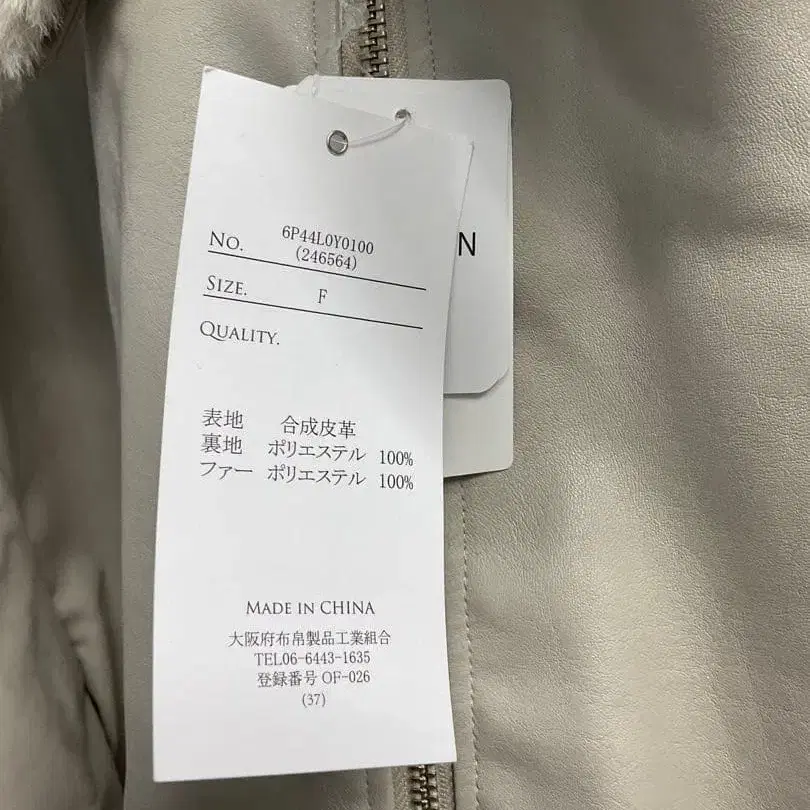 No. 6P44L0Y0100
(246564)
SIZE. F
QUALITY.
表地 合成皮革
裏地 ポリエステル 100%
ファー ポリエステル 100%
MADE IN CHINA
大阪府布帛製品工業組合
TEL06-6443-1635
登録番号 OF-026
(37)
N